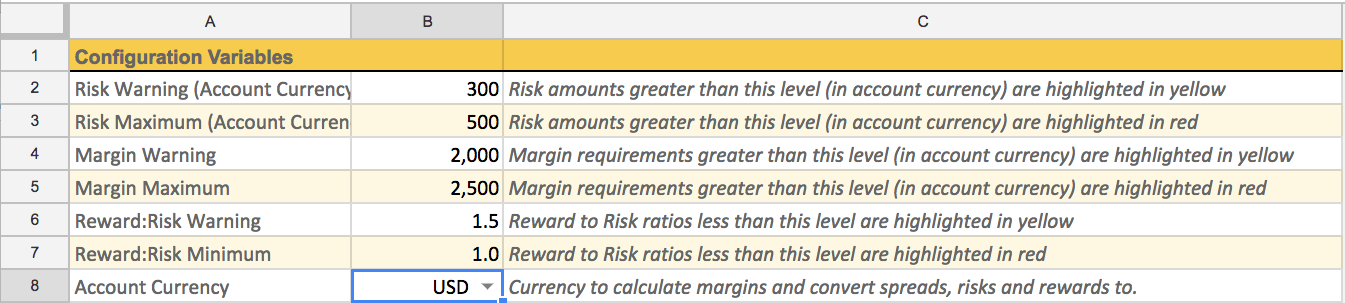 A B C
1 Configuration Variables
2 Risk Warning (Account Currency 300 Risk amounts greater than this level (in account currency) are highlighted in yellow
3 Risk Maximum (Account Curren 500 Risk amounts greater than this level (in account currency) are highlighted in red
4 Margin Warning 2,000 Margin requirements greater than this level (in account currency) are highlighted in yellow
5 Margin Maximum 2,500 Margin requirements greater than this level (in account currency) are highlighted in red
6 Reward:Risk Warning 1.5 Reward to Risk ratios less than this level are highlighted in yellow
7 Reward:Risk Minimum 1.0 Reward to Risk ratios less than this level are highlighted in red
8 Account Currency USD Currency to calculate margins and convert spreads, risks and rewards to.